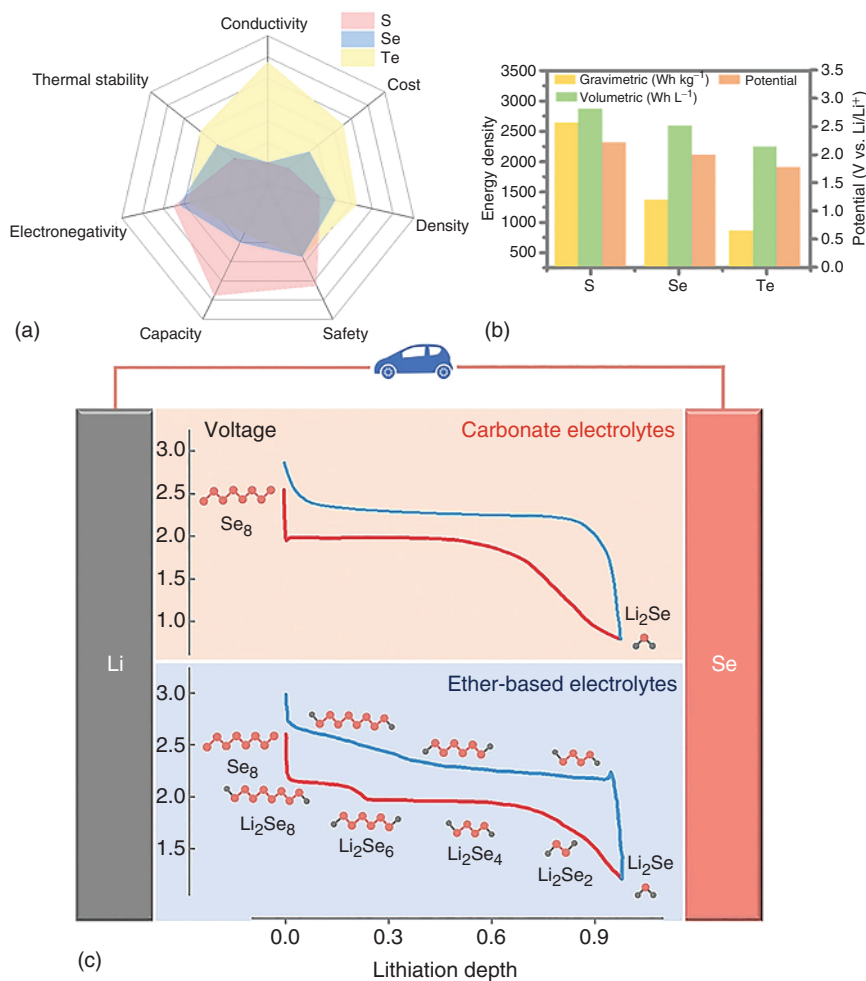 Conductivity
S
Se
Te
Thermal stability
Cost
Electronegativity
Density
Capacity
Safety
(a)
(b)
Gravimetric (Wh kg⁻¹)
Potential
Volumetric (Wh L⁻¹)
Energy density
3500
3000
2500
2000
1500
1000
500
3.5
3.0
2.5
2.0
1.5
1.0
0.5
0.0
Potential (V vs. Li/Li⁺)
S
Se
Te
Voltage
Carbonate electrolytes
3.0
2.5
2.0
1.5
1.0
Se₈
Li₂Se
Li
Se
Ether-based electrolytes
3.0
2.5
2.0
1.5
Se₈
Li₂Se₈
Li₂Se₆
Li₂Se₄
Li₂Se₂
Li₂Se
0.0
0.3
0.6
0.9
Lithiation depth
(c)